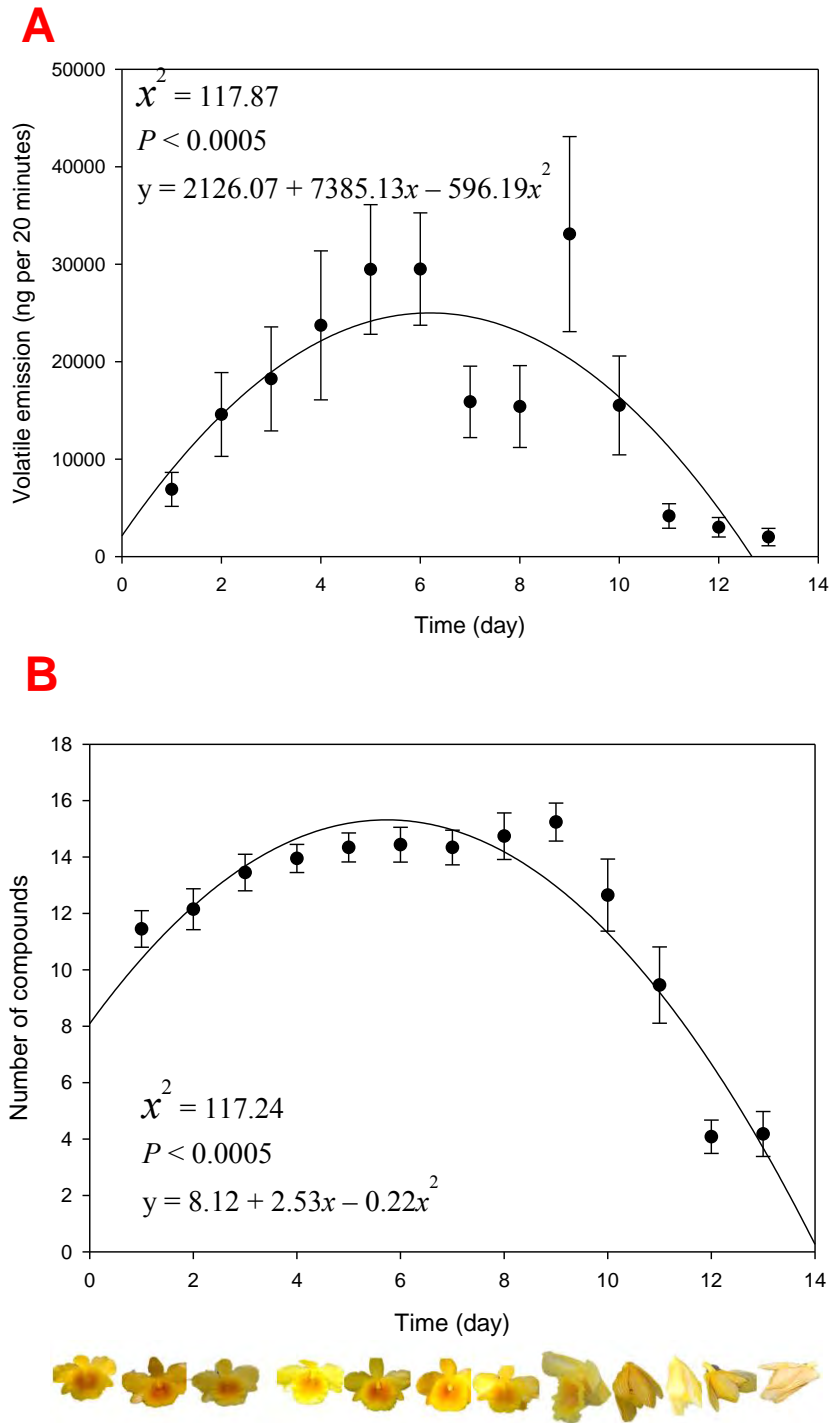 A
50000
40000
30000
20000
10000
0
Volatile emission (ng per 20 minutes)
x² = 117.87
P < 0.0005
y = 2126.07 + 7385.13x – 596.19x²
0 2 4 6 8 10 12 14
Time (day)
B
18
16
14
12
10
8
6
4
2
0
Number of compounds
x² = 117.24
P < 0.0005
y = 8.12 + 2.53x – 0.22x²
0 2 4 6 8 10 12 14
Time (day)